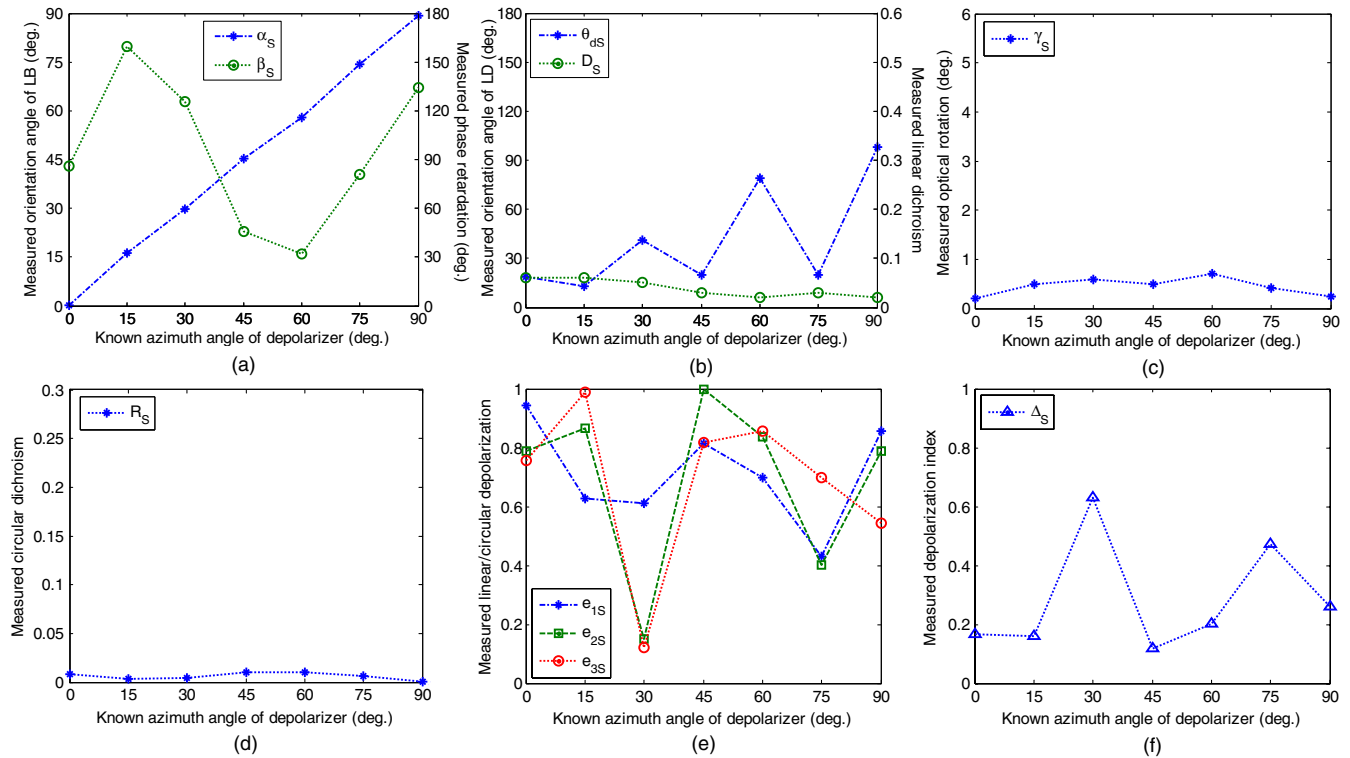 90
75
60
45
30
15
0
Measured orientation angle of LB (deg.)
α_S
β_S
180
150
120
90
60
30
0
Measured phase retardation (deg.)
0 15 30 45 60 75 90
Known azimuth angle of depolarizer (deg.)
(a)
180
150
120
90
60
30
0
Measured orientation angle of LD (deg.)
θ_dS
D_S
0.6
0.5
0.4
0.3
0.2
0.1
0
Measured linear dichroism
0 15 30 45 60 75 90
Known azimuth angle of depolarizer (deg.)
(b)
6
5
4
3
2
1
0
Measured optical rotation (deg.)
γ_S
0 15 30 45 60 75 90
Known azimuth angle of depolarizer (deg.)
(c)
0.3
0.25
0.2
0.15
0.1
0.05
0
Measured circular dichroism
R_S
0 15 30 45 60 75 90
Known azimuth angle of depolarizer (deg.)
(d)
1
0.8
0.6
0.4
0.2
0
Measured linear/circular depolarization
e_1S
e_2S
e_3S
0 15 30 45 60 75 90
Known azimuth angle of depolarizer (deg.)
(e)
1
0.8
0.6
0.4
0.2
0
Measured depolarization index
Δ_S
0 15 30 45 60 75 90
Known azimuth angle of depolarizer (deg.)
(f)